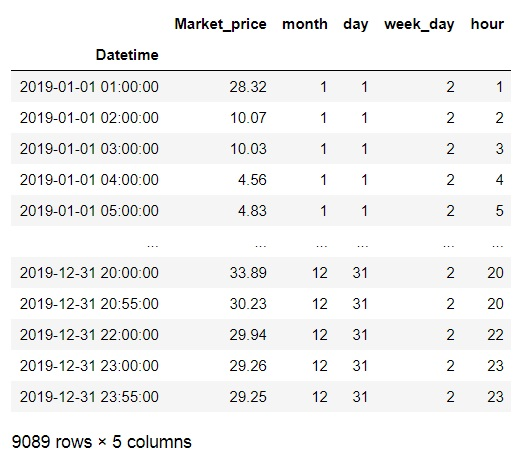 Market_price month day week_day hour
Datetime
2019-01-01 01:00:00 28.32 1 1 2 1
2019-01-01 02:00:00 10.07 1 1 2 2
2019-01-01 03:00:00 10.03 1 1 2 3
2019-01-01 04:00:00 4.56 1 1 2 4
2019-01-01 05:00:00 4.83 1 1 2 5
... ... ... ... ... ...
2019-12-31 20:00:00 33.89 12 31 2 20
2019-12-31 20:55:00 30.23 12 31 2 20
2019-12-31 22:00:00 29.94 12 31 2 22
2019-12-31 23:00:00 29.26 12 31 2 23
2019-12-31 23:55:00 29.25 12 31 2 23
9089 rows × 5 columns